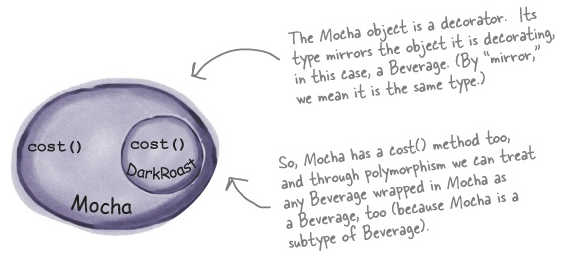 The Mocha object is a decorator. Its
type mirrors the object it is decorating,
in this case, a Beverage. (By "mirror,"
we mean it is the same type.)
cost()
cost()
DarkRoast
Mocha
So, Mocha has a cost() method too,
and through polymorphism we can treat
any Beverage wrapped in Mocha as
a Beverage, too (because Mocha is a
subtype of Beverage).